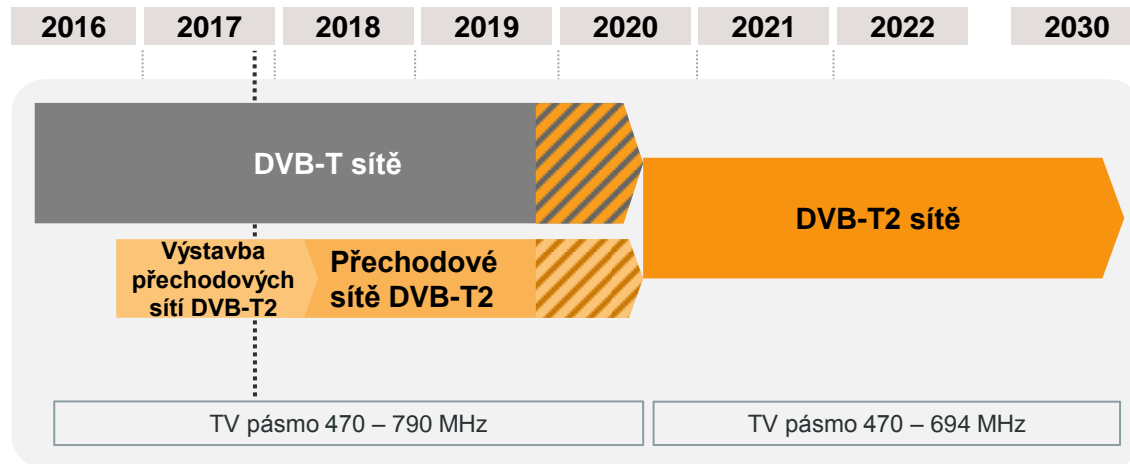 2016 2017 2018 2019 2020 2021 2022 2030
DVB-T sítě
DVB-T2 sítě
Výstavba
přechodových
sítí DVB-T2
Přechodové
sítě DVB-T2
TV pásmo 470 – 790 MHz
TV pásmo 470 – 694 MHz